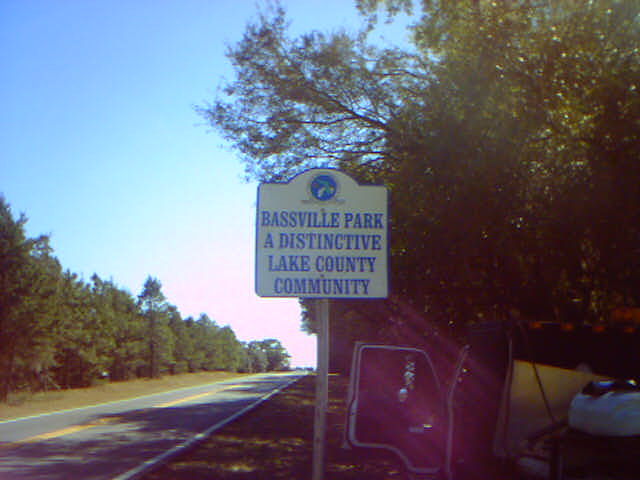 BASSVILLE PARK
A DISTINCTIVE
LAKE COUNTY
COMMUNITY